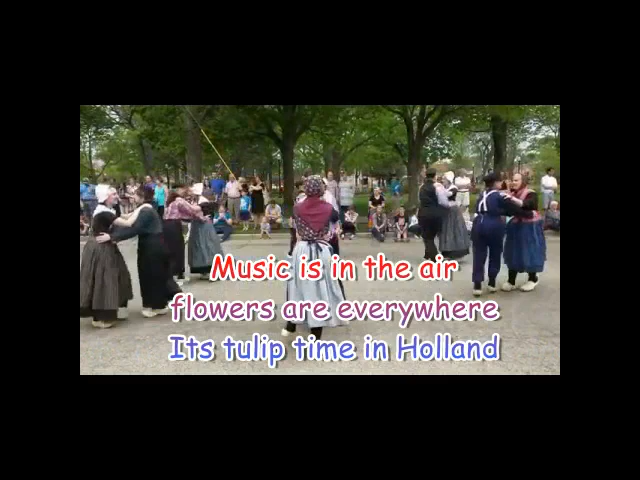 Music is in the air
flowers are everywhere
Its tulip time in Holland